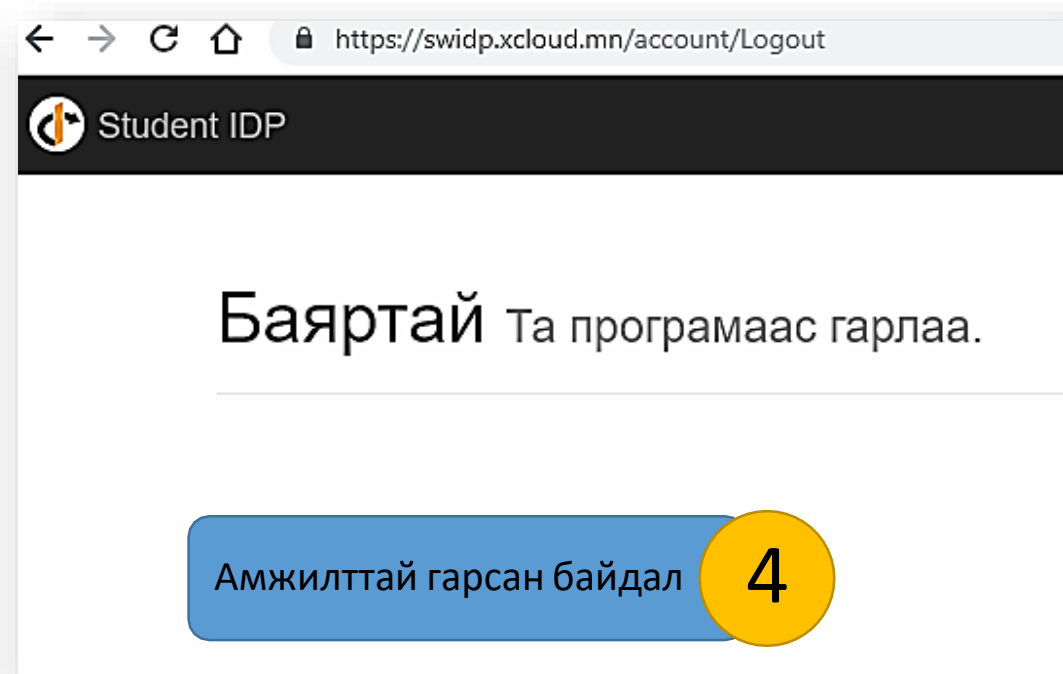 https://swidp.xcloud.mn/account/Logout
Student IDP
Баяртай Та програмаас гарлаа.
Амжилттай гарсан байдал 4